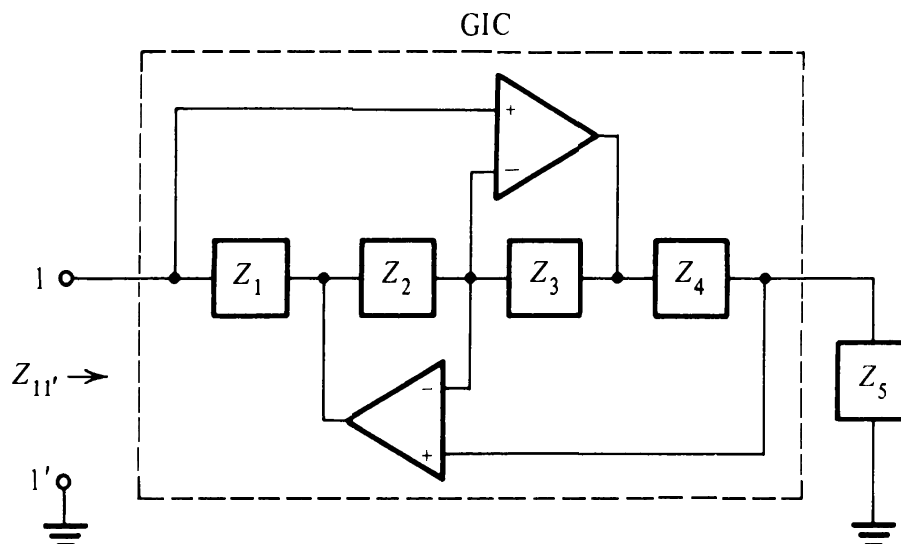 GIC
+
−
1
Z₁
Z₂
Z₃
Z₄
Z₁₁′ →
−
Z₅
+
1′